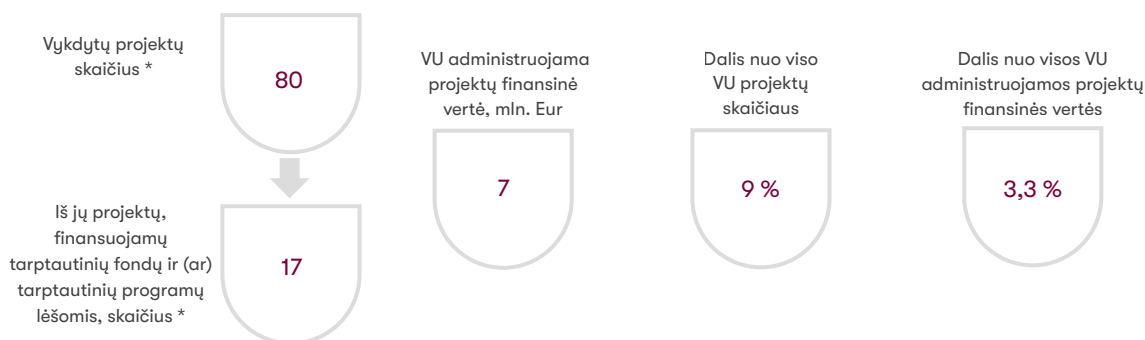 Vykdytų projektų
skaičius *
80
Iš jų projektų,
finansuojamų
tarptautinių fondų ir (ar)
tarptautinių programų
lėšomis, skaičius *
17
VU administruojama
projektų finansinė
vertė, mln. Eur
7
Dalis nuo viso
VU projektų
skaičiaus
9 %
Dalis nuo visos VU
administruojamos projektų
finansinės vertės
3,3 %